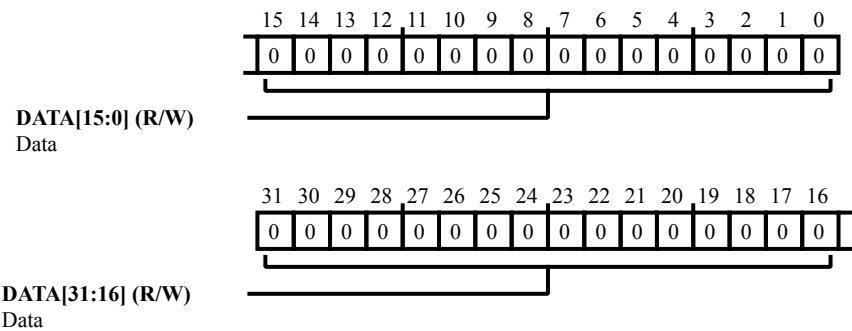 15 14 13 12 11 10 9 8 7 6 5 4 3 2 1 0
0 0 0 0 0 0 0 0 0 0 0 0 0 0 0 0
DATA[15:0] (R/W)
Data
31 30 29 28 27 26 25 24 23 22 21 20 19 18 17 16
0 0 0 0 0 0 0 0 0 0 0 0 0 0 0 0
DATA[31:16] (R/W)
Data